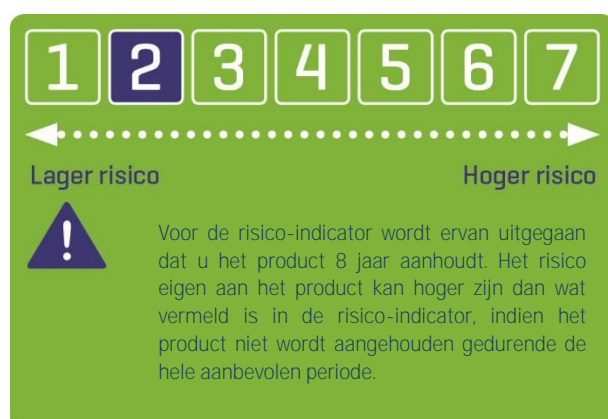 1 2 3 4 5 6 7
Lager risico Hoger risico
!
Voor de risico-indicator wordt ervan uitgegaan
dat u het product 8 jaar aanhoudt. Het risico
eigen aan het product kan hoger zijn dan wat
vermeld is in de risico-indicator, indien het
product niet wordt aangehouden gedurende de
hele aanbevolen periode.